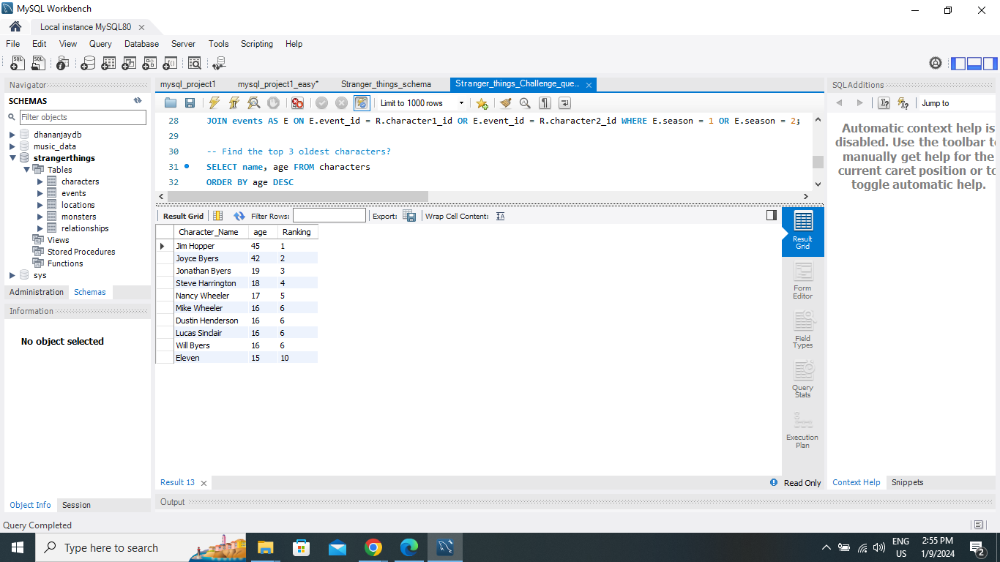 MySQL Workbench
Local instance MySQL80
File Edit View Query Database Server Tools Scripting Help
Navigator
SCHEMAS
Filter objects
dhananjaydb
music_data
strangerthings
Tables
characters
events
locations
monsters
relationships
Views
Stored Procedures
Functions
sys
Administration Schemas
Information
No object selected
Object Info Session
mysql_project1 mysql_project1_easy* Stranger_things_schema Stranger_things_Challenge_que...
Limit to 1000 rows
28 JOIN events AS E ON E.event_id = R.character1_id OR E.event_id = R.character2_id WHERE E.season = 1 OR E.season = 2;
29
30 -- Find the top 3 oldest characters?
31 SELECT name, age FROM characters
32 ORDER BY age DESC
Result Grid Filter Rows: Export: Wrap Cell Content:
Character_Name age Ranking
Jim Hopper 45 1
Joyce Byers 42 2
Jonathan Byers 19 3
Steve Harrington 18 4
Nancy Wheeler 17 5
Mike Wheeler 16 6
Dustin Henderson 16 6
Lucas Sinclair 16 6
Will Byers 16 6
Eleven 15 10
Result
Grid
Form
Editor
Field
Types
Query
Stats
Execution
Plan
Result 13
Read Only
Output
SQLAdditions
Jump to
Automatic context help is
disabled. Use the toolbar to
manually get help for the
current caret position or to
toggle automatic help.
Context Help Snippets
Query Completed
Type here to search
ENG
US
2:55 PM
1/9/2024
2